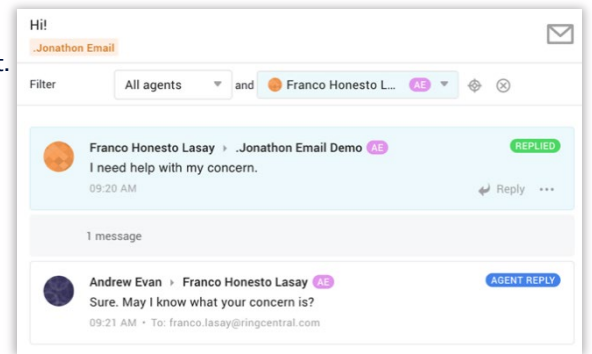 Hi!
.Jonathon Email
t.
Filter All agents and Franco Honesto L... AE
Franco Honesto Lasay ▸ .Jonathon Email Demo AE REPLIED
I need help with my concern.
09:20 AM Reply ...
1 message
Andrew Evan ▸ Franco Honesto Lasay AE AGENT REPLY
Sure. May I know what your concern is?
09:21 AM • To: franco.lasay@ringcentral.com